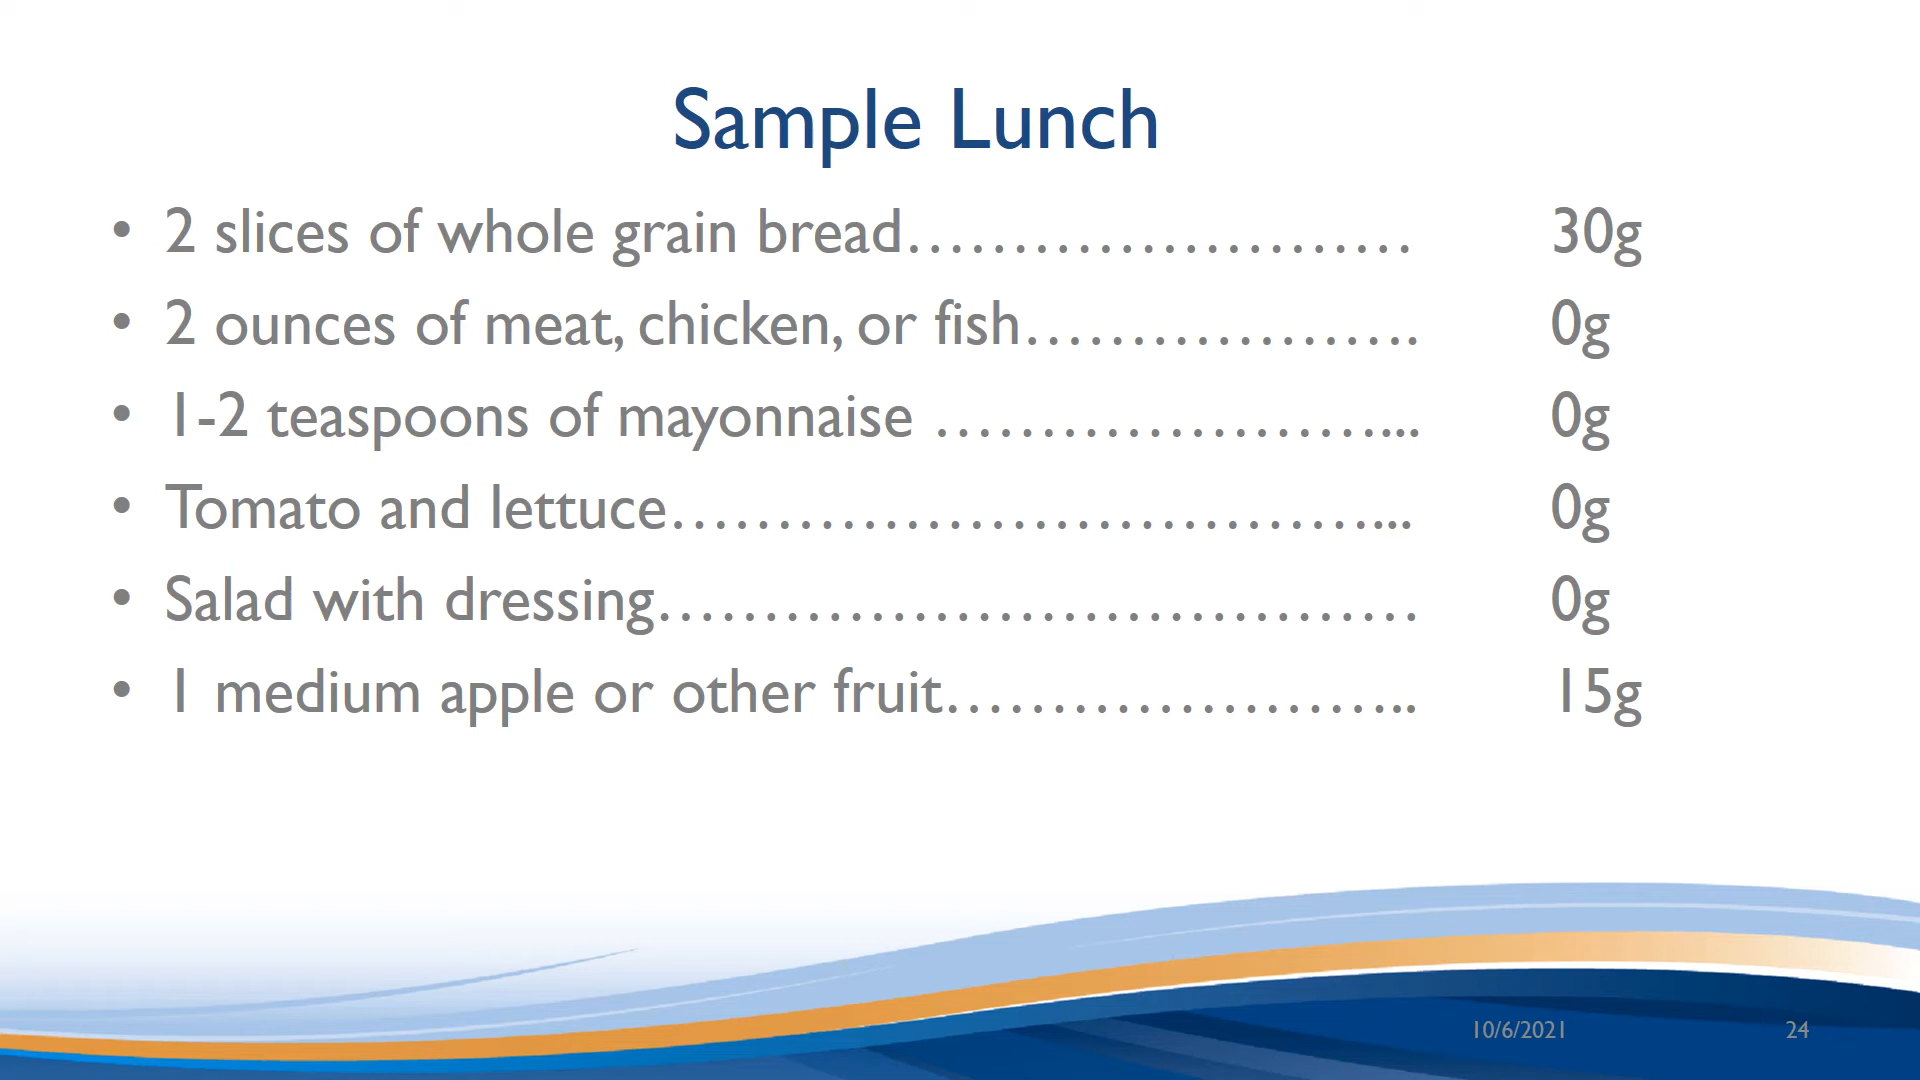 Sample Lunch
• 2 slices of whole grain bread…………………… 30g
• 2 ounces of meat, chicken, or fish………………. 0g
• 1-2 teaspoons of mayonnaise …………………... 0g
• Tomato and lettuce……………………………... 0g
• Salad with dressing……………………………… 0g
• 1 medium apple or other fruit………………….. 15g
10/6/2021 24